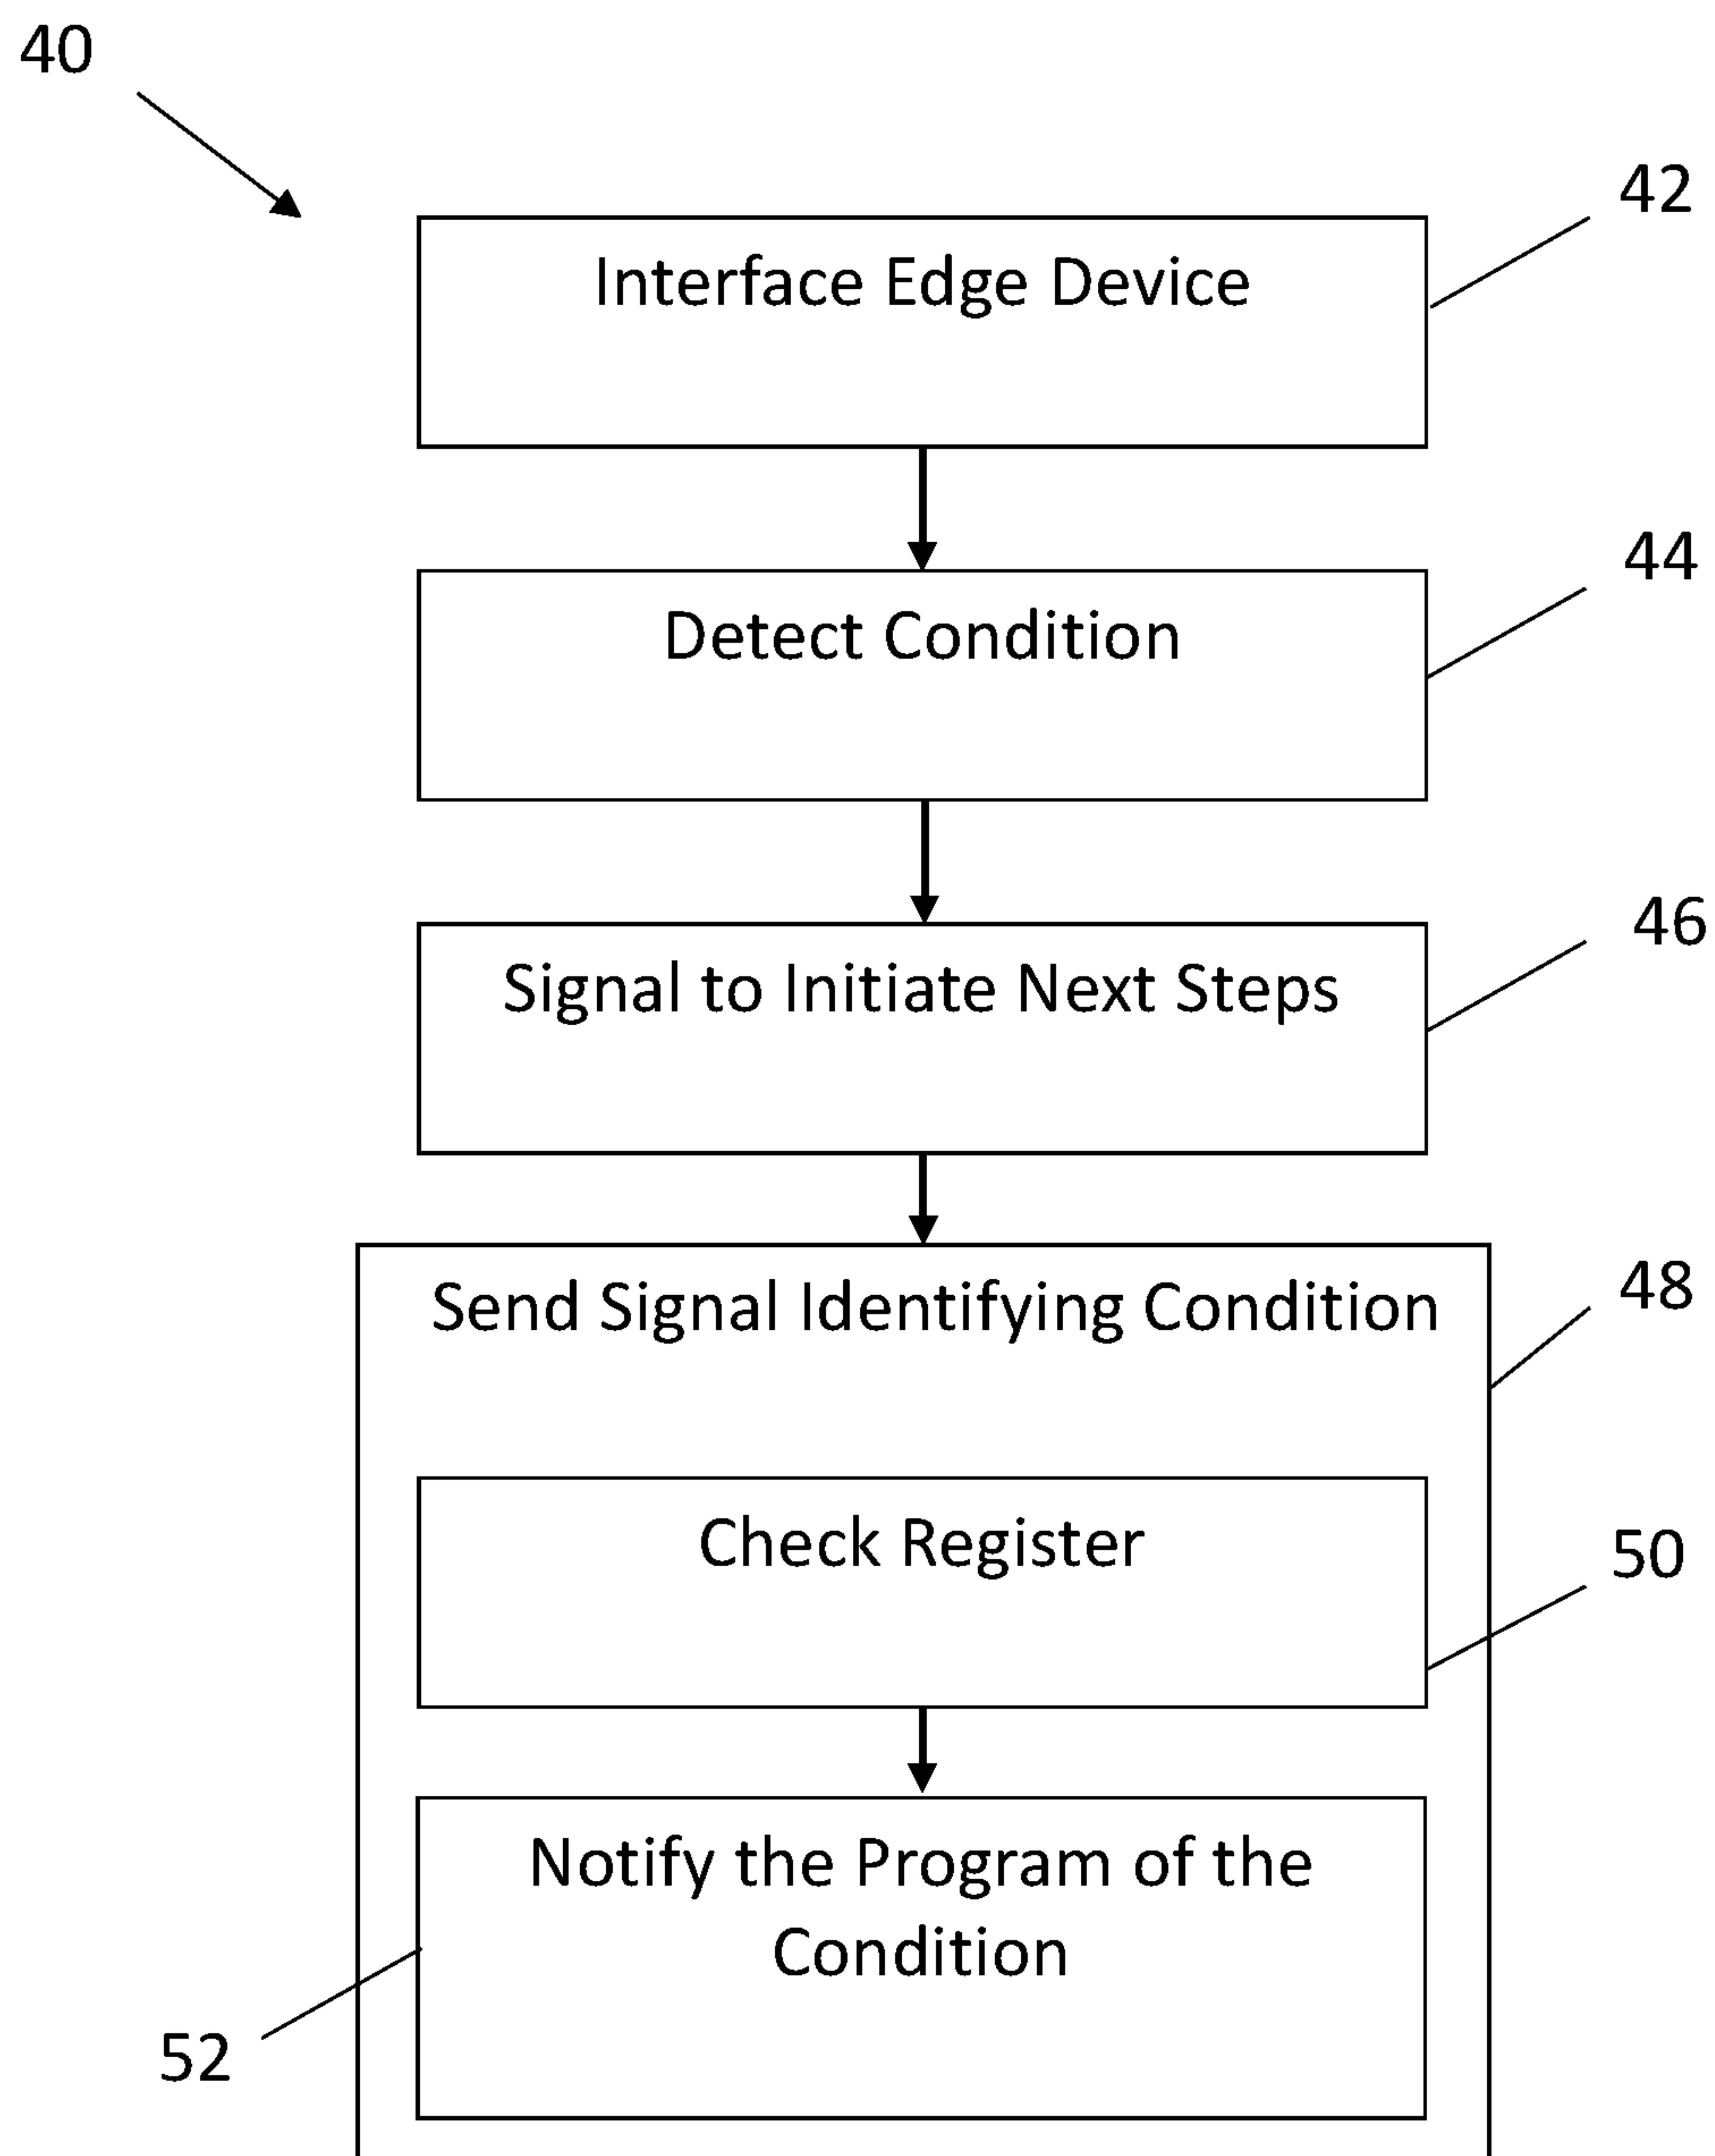 40
42
Interface Edge Device
44
Detect Condition
46
Signal to Initiate Next Steps
48
Send Signal Identifying Condition
50
Check Register
Notify the Program of the
Condition
52